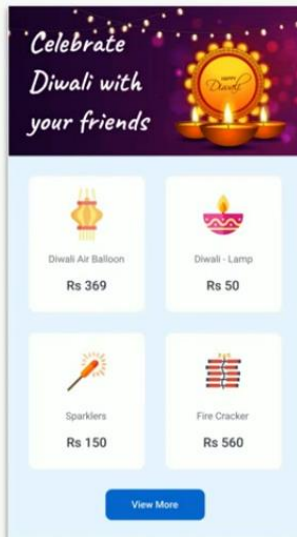 Celebrate
Diwali with
your friends
HAPPY
Diwali
Diwali Air Balloon
Rs 369
Diwali - Lamp
Rs 50
Sparklers
Rs 150
Fire Cracker
Rs 560
View More